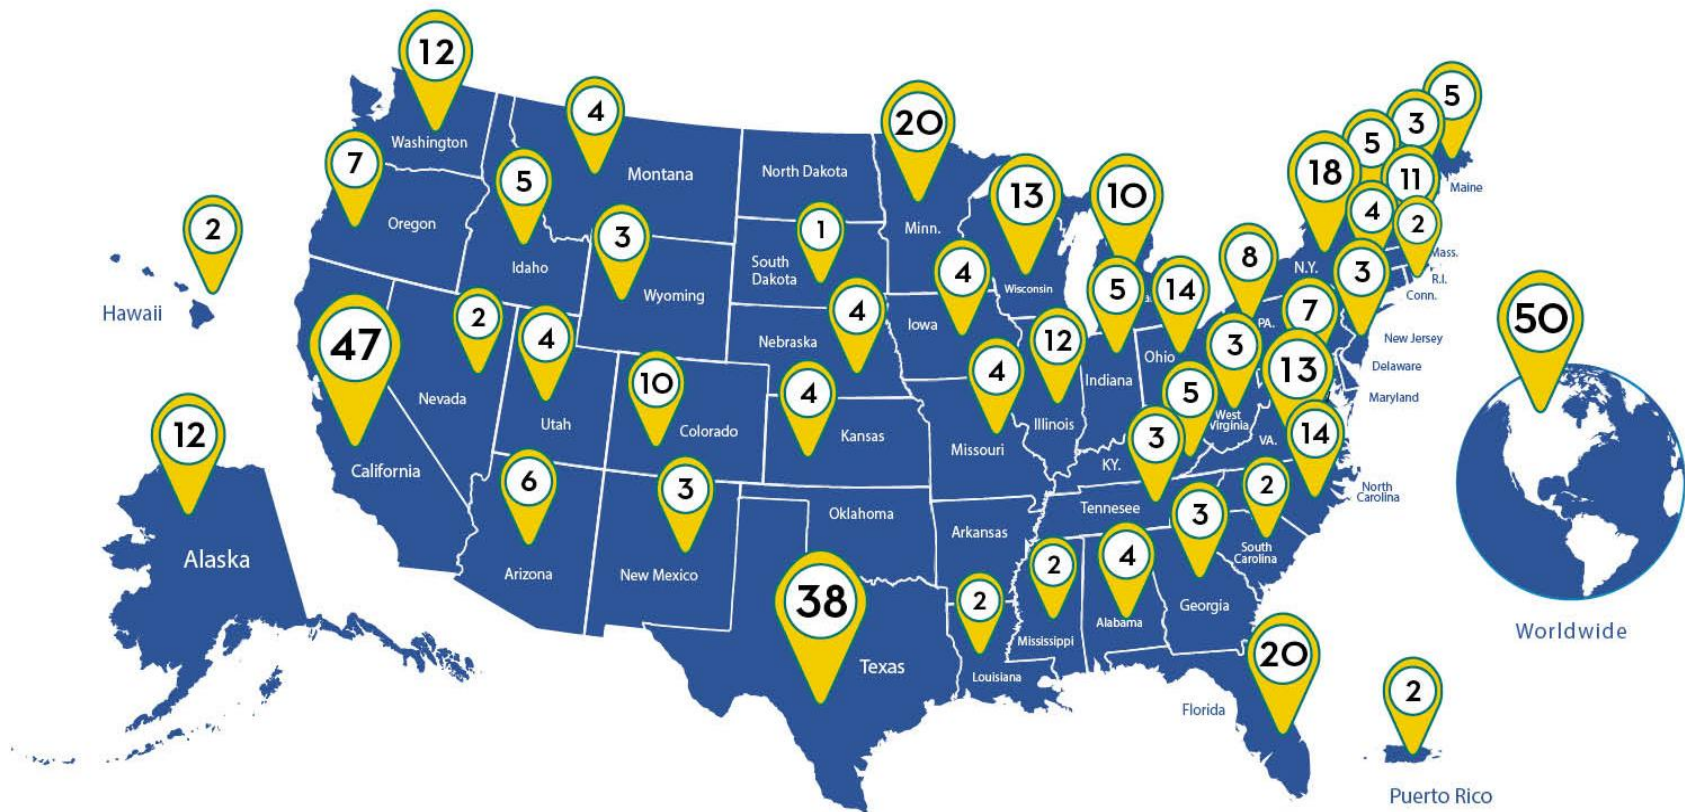 12
Washington
7
Oregon
4
Montana
5
Idaho
3
Wyoming
North Dakota
1
South
Dakota
20
Minn.
13
Wisconsin
10
5
3
5
11
18
4
2
Maine
Mass.
R.I.
Conn.
N.Y.
3
8
2
Hawaii
47
California
2
Nevada
4
Utah
10
Colorado
4
Nebraska
4
Kansas
4
Iowa
4
Missouri
12
Illinois
5
Indiana
14
Ohio
3
West
Virginia
PA.
7
13
New Jersey
Delaware
Maryland
5
KY.
VA.
14
North
Carolina
50
Worldwide
12
Alaska
6
Arizona
3
New Mexico
Oklahoma
Arkansas
3
Tennessee
3
Georgia
2
South
Carolina
38
Texas
2
Louisiana
2
Mississippi
4
Alabama
20
Florida
2
Puerto Rico